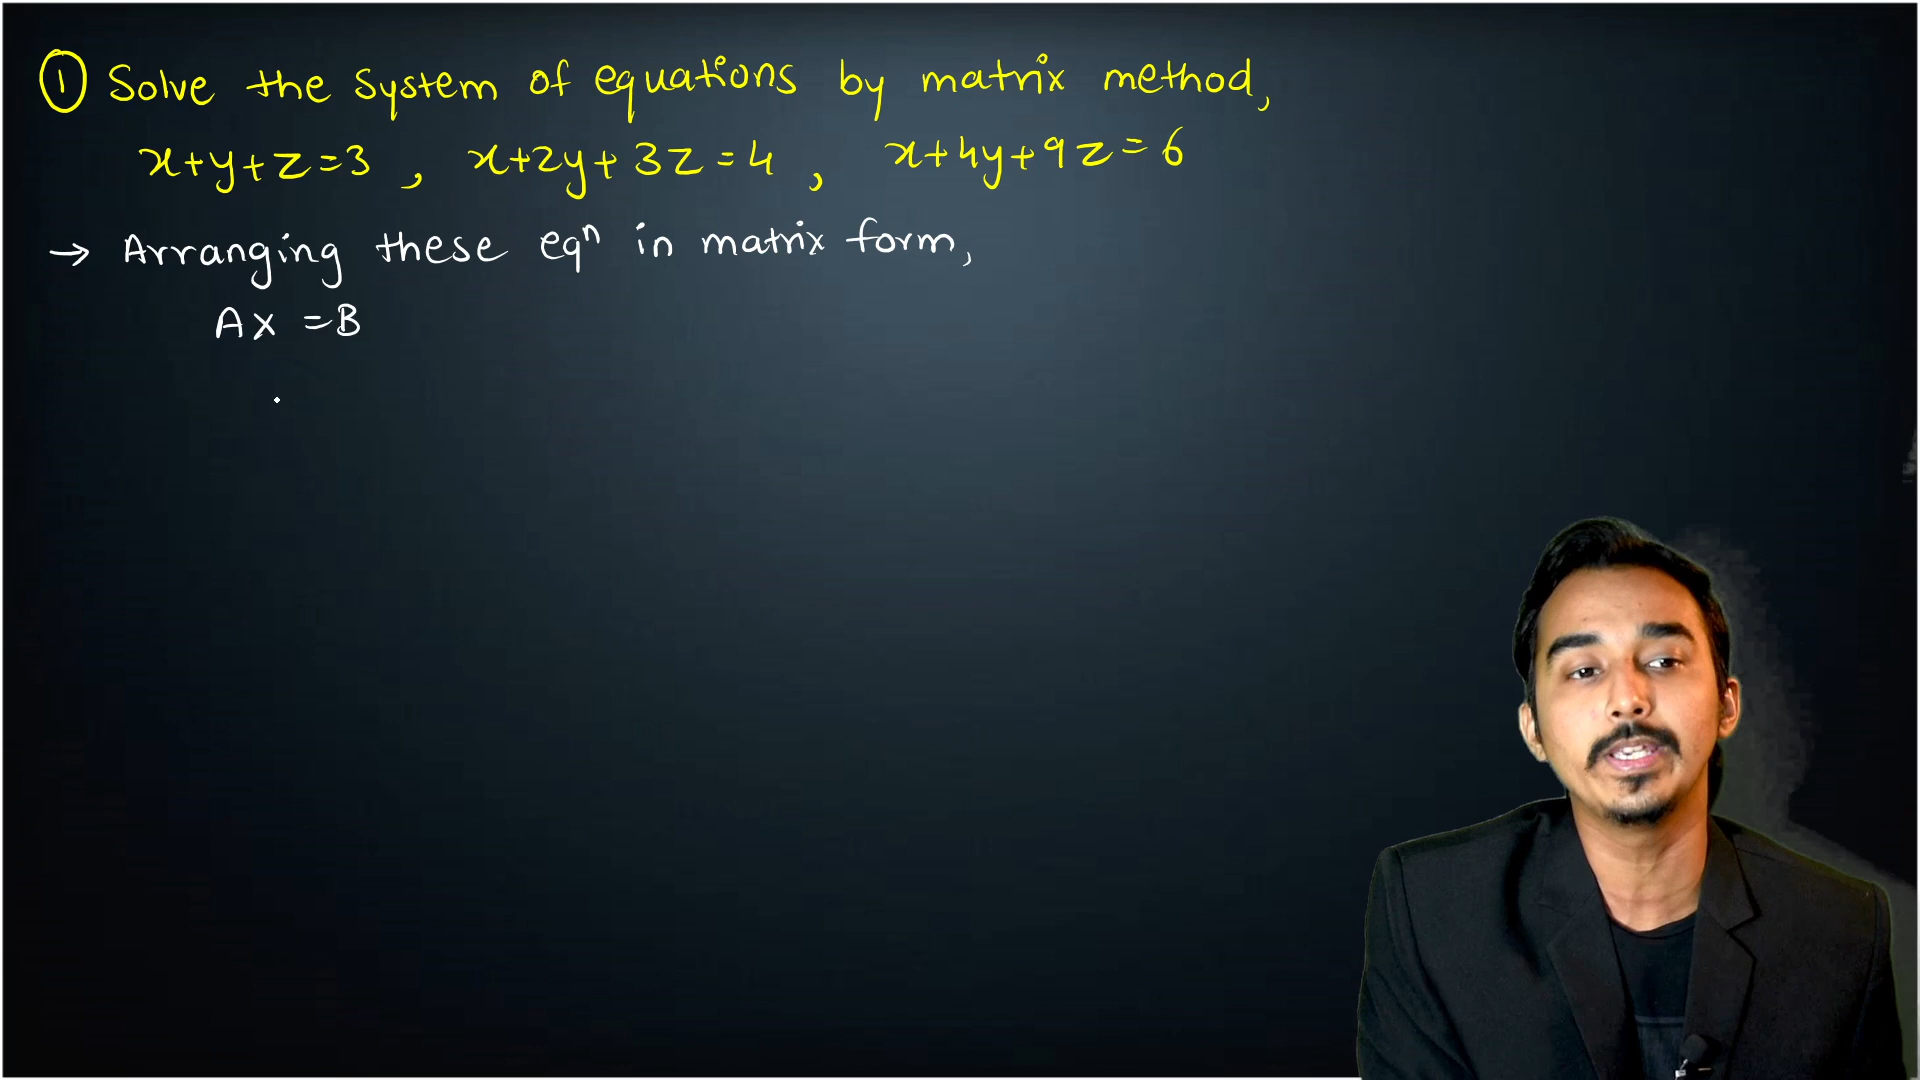 ① Solve the System of equations by matrix method,
x+y+z=3 , x+2y+3z=4 , x+4y+9z=6
→ Arranging these eqⁿ in matrix form,
AX =B